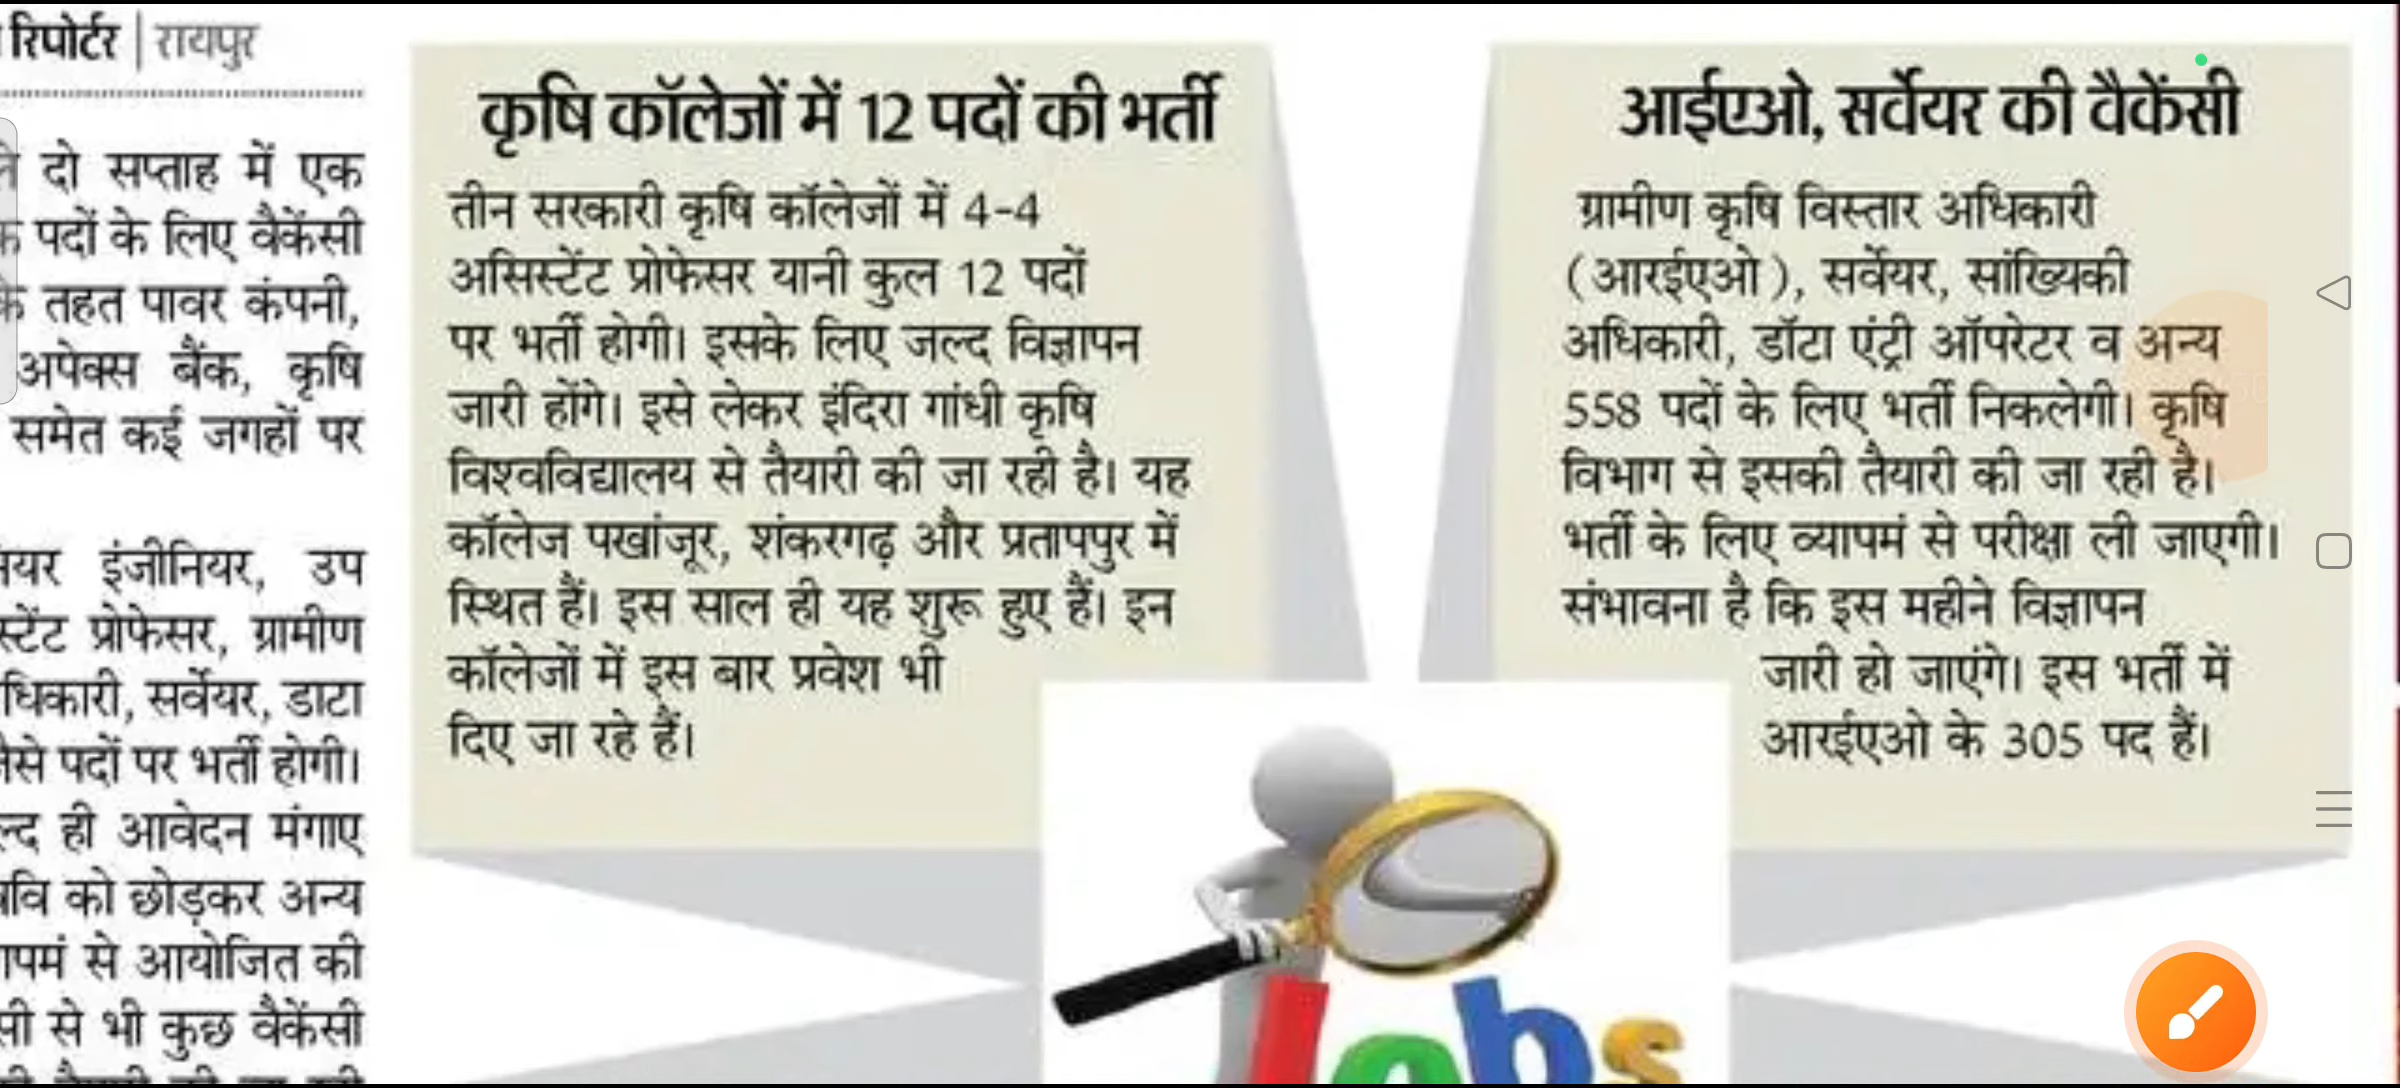 रिपोर्टर | रायपुर
दो सप्ताह में एक
पदों के लिए वैकेंसी
तहत पावर कंपनी,
अपेक्स बैंक, कृषि
समेत कई जगहों पर
इंजीनियर, उप
प्रोफेसर, ग्रामीण
सर्वेयर, डाटा
पदों पर भर्ती होगी।
ही आवेदन मंगाए
को छोड़कर अन्य
से आयोजित की
से भी कुछ वैकेंसी
कृषि कॉलेजों में 12 पदों की भर्ती
तीन सरकारी कृषि कॉलेजों में 4-4
असिस्टेंट प्रोफेसर यानी कुल 12 पदों
पर भर्ती होगी। इसके लिए जल्द विज्ञापन
जारी होंगे। इसे लेकर इंदिरा गांधी कृषि
विश्वविद्यालय से तैयारी की जा रही है। यह
कॉलेज पखांजूर, शंकरगढ़ और प्रतापपुर में
स्थित हैं। इस साल ही यह शुरू हुए हैं। इन
कॉलेजों में इस बार प्रवेश भी
दिए जा रहे हैं।
आईएओ, सर्वेयर की वैकेंसी
ग्रामीण कृषि विस्तार अधिकारी
(आरईएओ), सर्वेयर, सांख्यिकी
अधिकारी, डॉटा एंट्री ऑपरेटर व अन्य
558 पदों के लिए भर्ती निकलेगी। कृषि
विभाग से इसकी तैयारी की जा रही है।
भर्ती के लिए व्यापमं से परीक्षा ली जाएगी।
संभावना है कि इस महीने विज्ञापन
जारी हो जाएंगे। इस भर्ती में
आरईएओ के 305 पद हैं।
Jobs